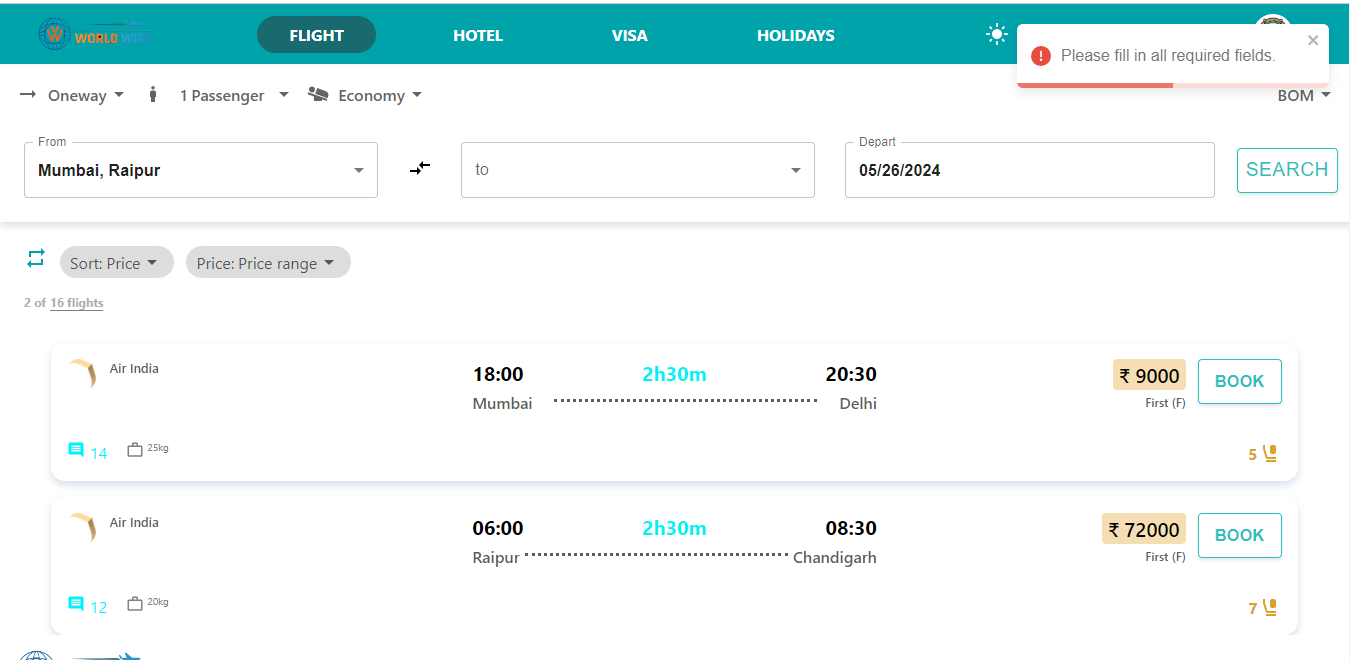 WORLD WIDE
FLIGHT
HOTEL
VISA
HOLIDAYS
Please fill in all required fields.
Oneway
1 Passenger
Economy
BOM
From
Mumbai, Raipur
to
Depart
05/26/2024
SEARCH
Sort: Price
Price: Price range
2 of 16 flights
Air India
18:00
2h30m
20:30
₹ 9000
BOOK
Mumbai
Delhi
First (F)
14
25kg
5
Air India
06:00
2h30m
08:30
₹ 72000
BOOK
Raipur
Chandigarh
First (F)
12
20kg
7